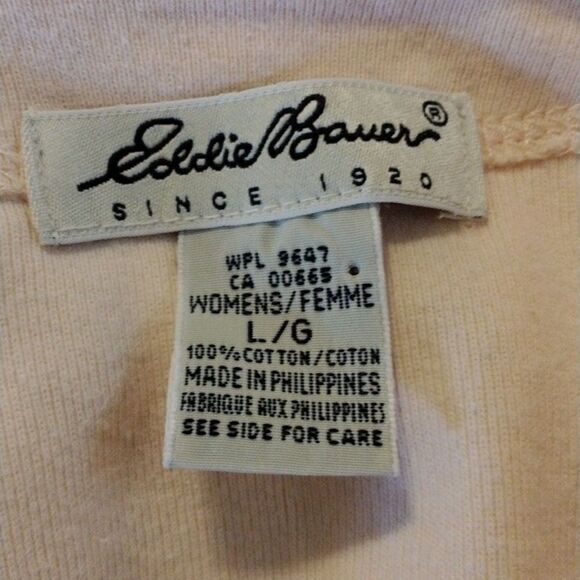 Eddie Bauer®
SINCE 1920
WPL 9647
CA 00665
WOMENS/FEMME
L/G
100% COTTON/COTON
MADE IN PHILIPPINES
FABRIQUE AUX PHILIPPINES
SEE SIDE FOR CARE